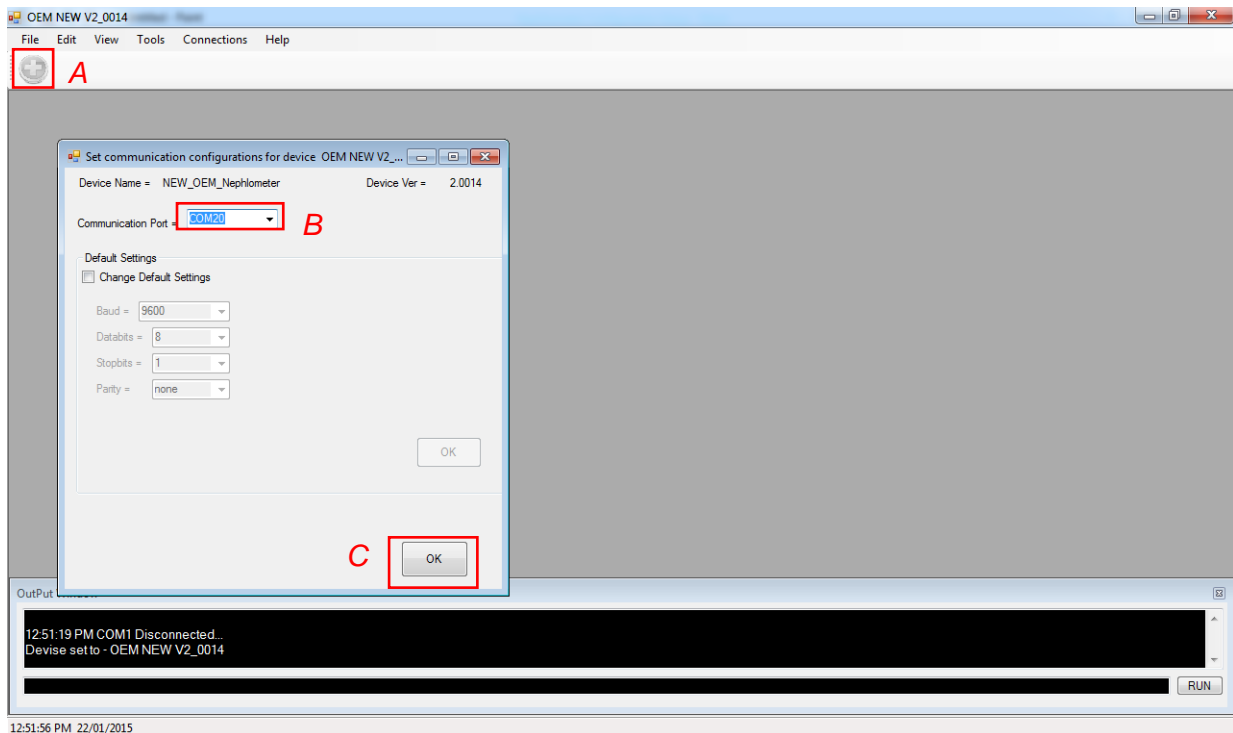 OEM NEW V2_0014
File Edit View Tools Connections Help
A
Set communication configurations for device OEM NEW V2_...
Device Name = NEW_OEM_Nephlometer Device Ver = 2.0014
Communication Port = COM20
B
Default Settings
Change Default Settings
Baud = 9600
Databits = 8
Stopbits = 1
Parity = none
OK
C
OK
OutPut
12:51:19 PM COM1 Disconnected...
Devise set to - OEM NEW V2_0014
RUN
12:51:56 PM 22/01/2015